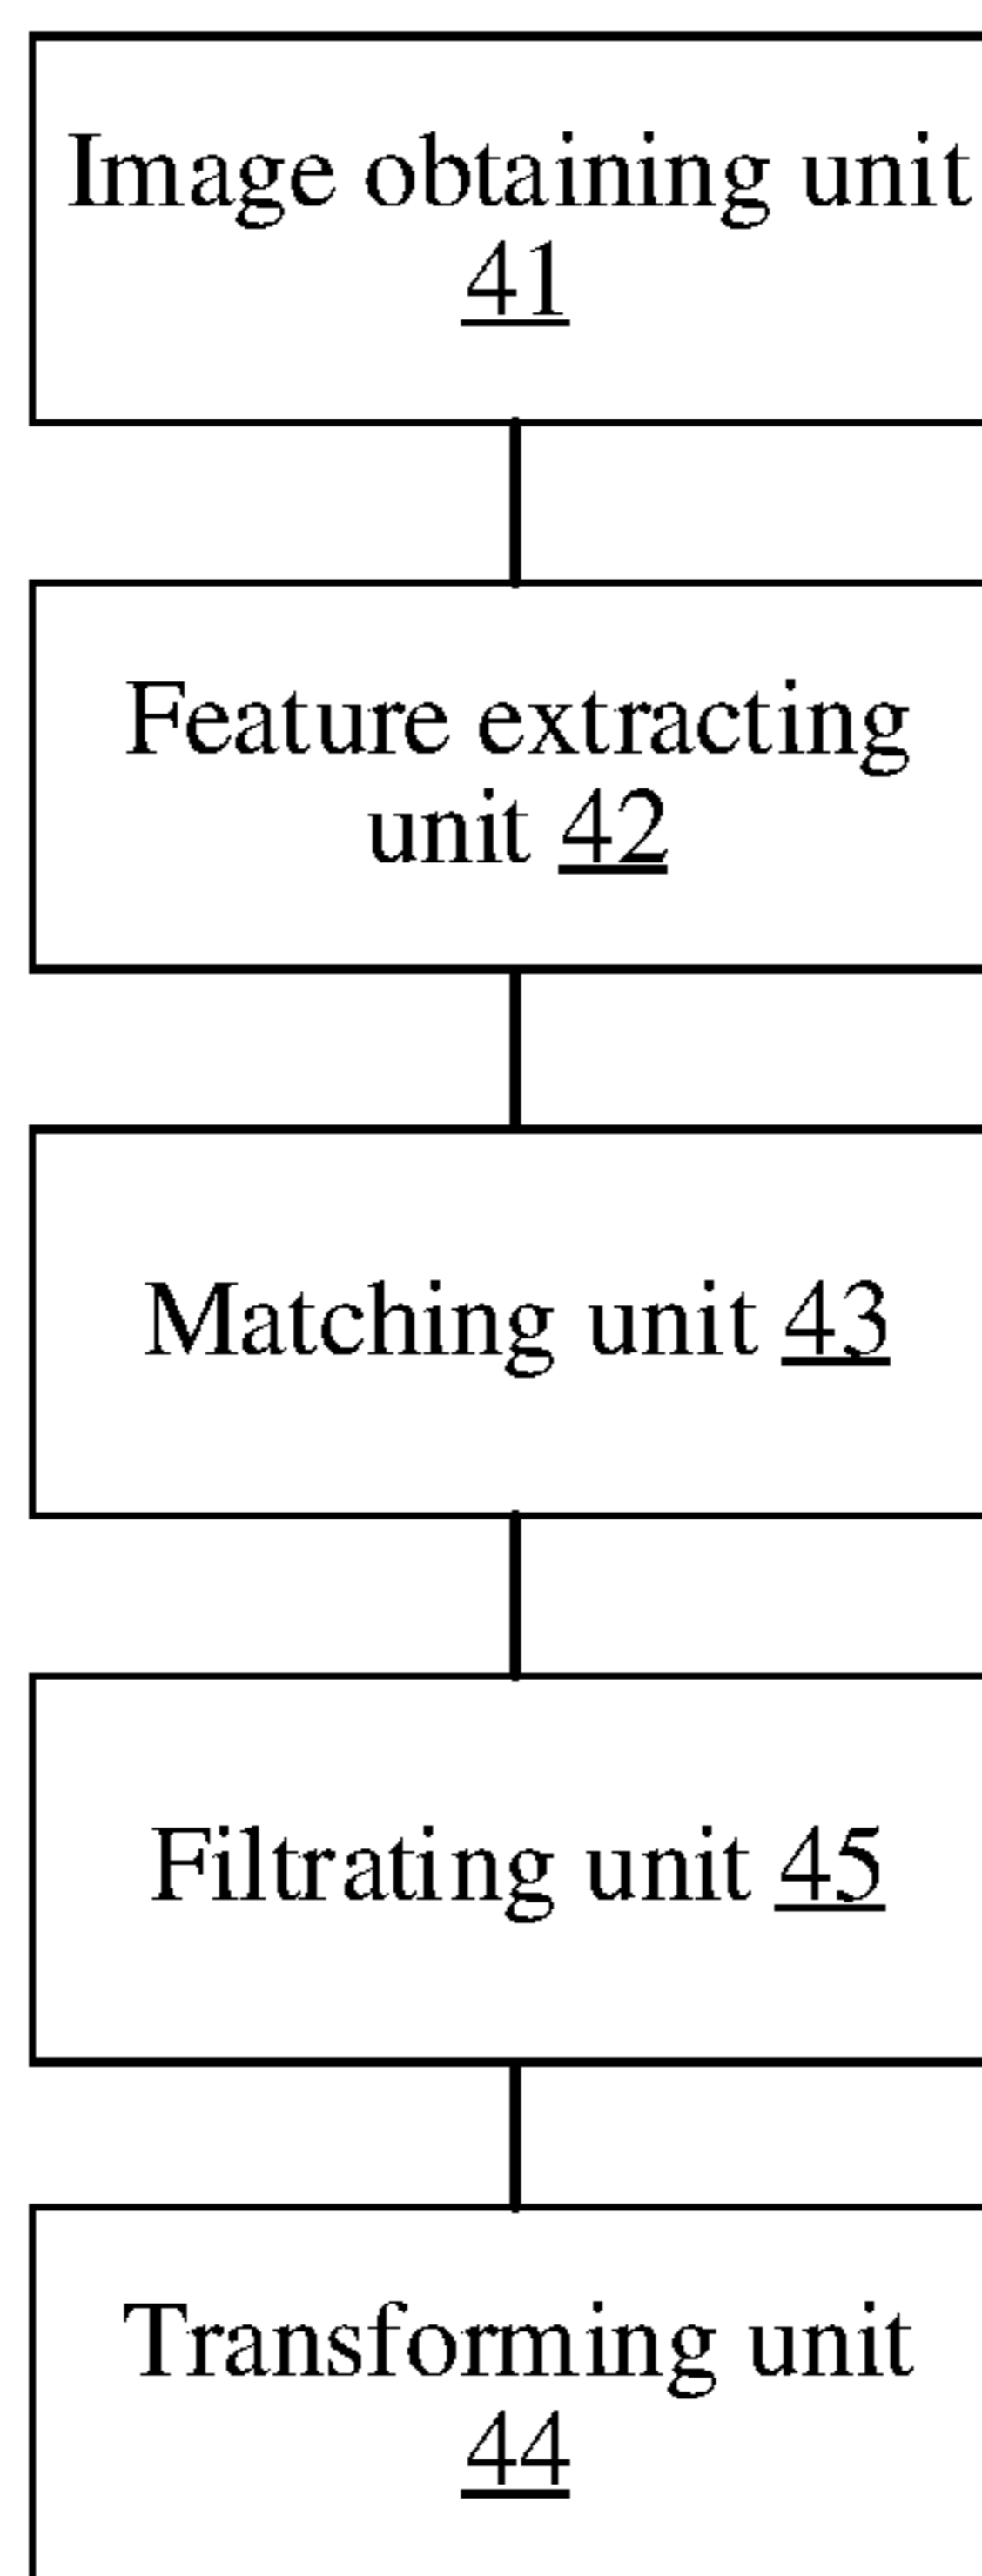 Image obtaining unit
41
Feature extracting
unit 42
Matching unit 43
Filtrating unit 45
Transforming unit
44